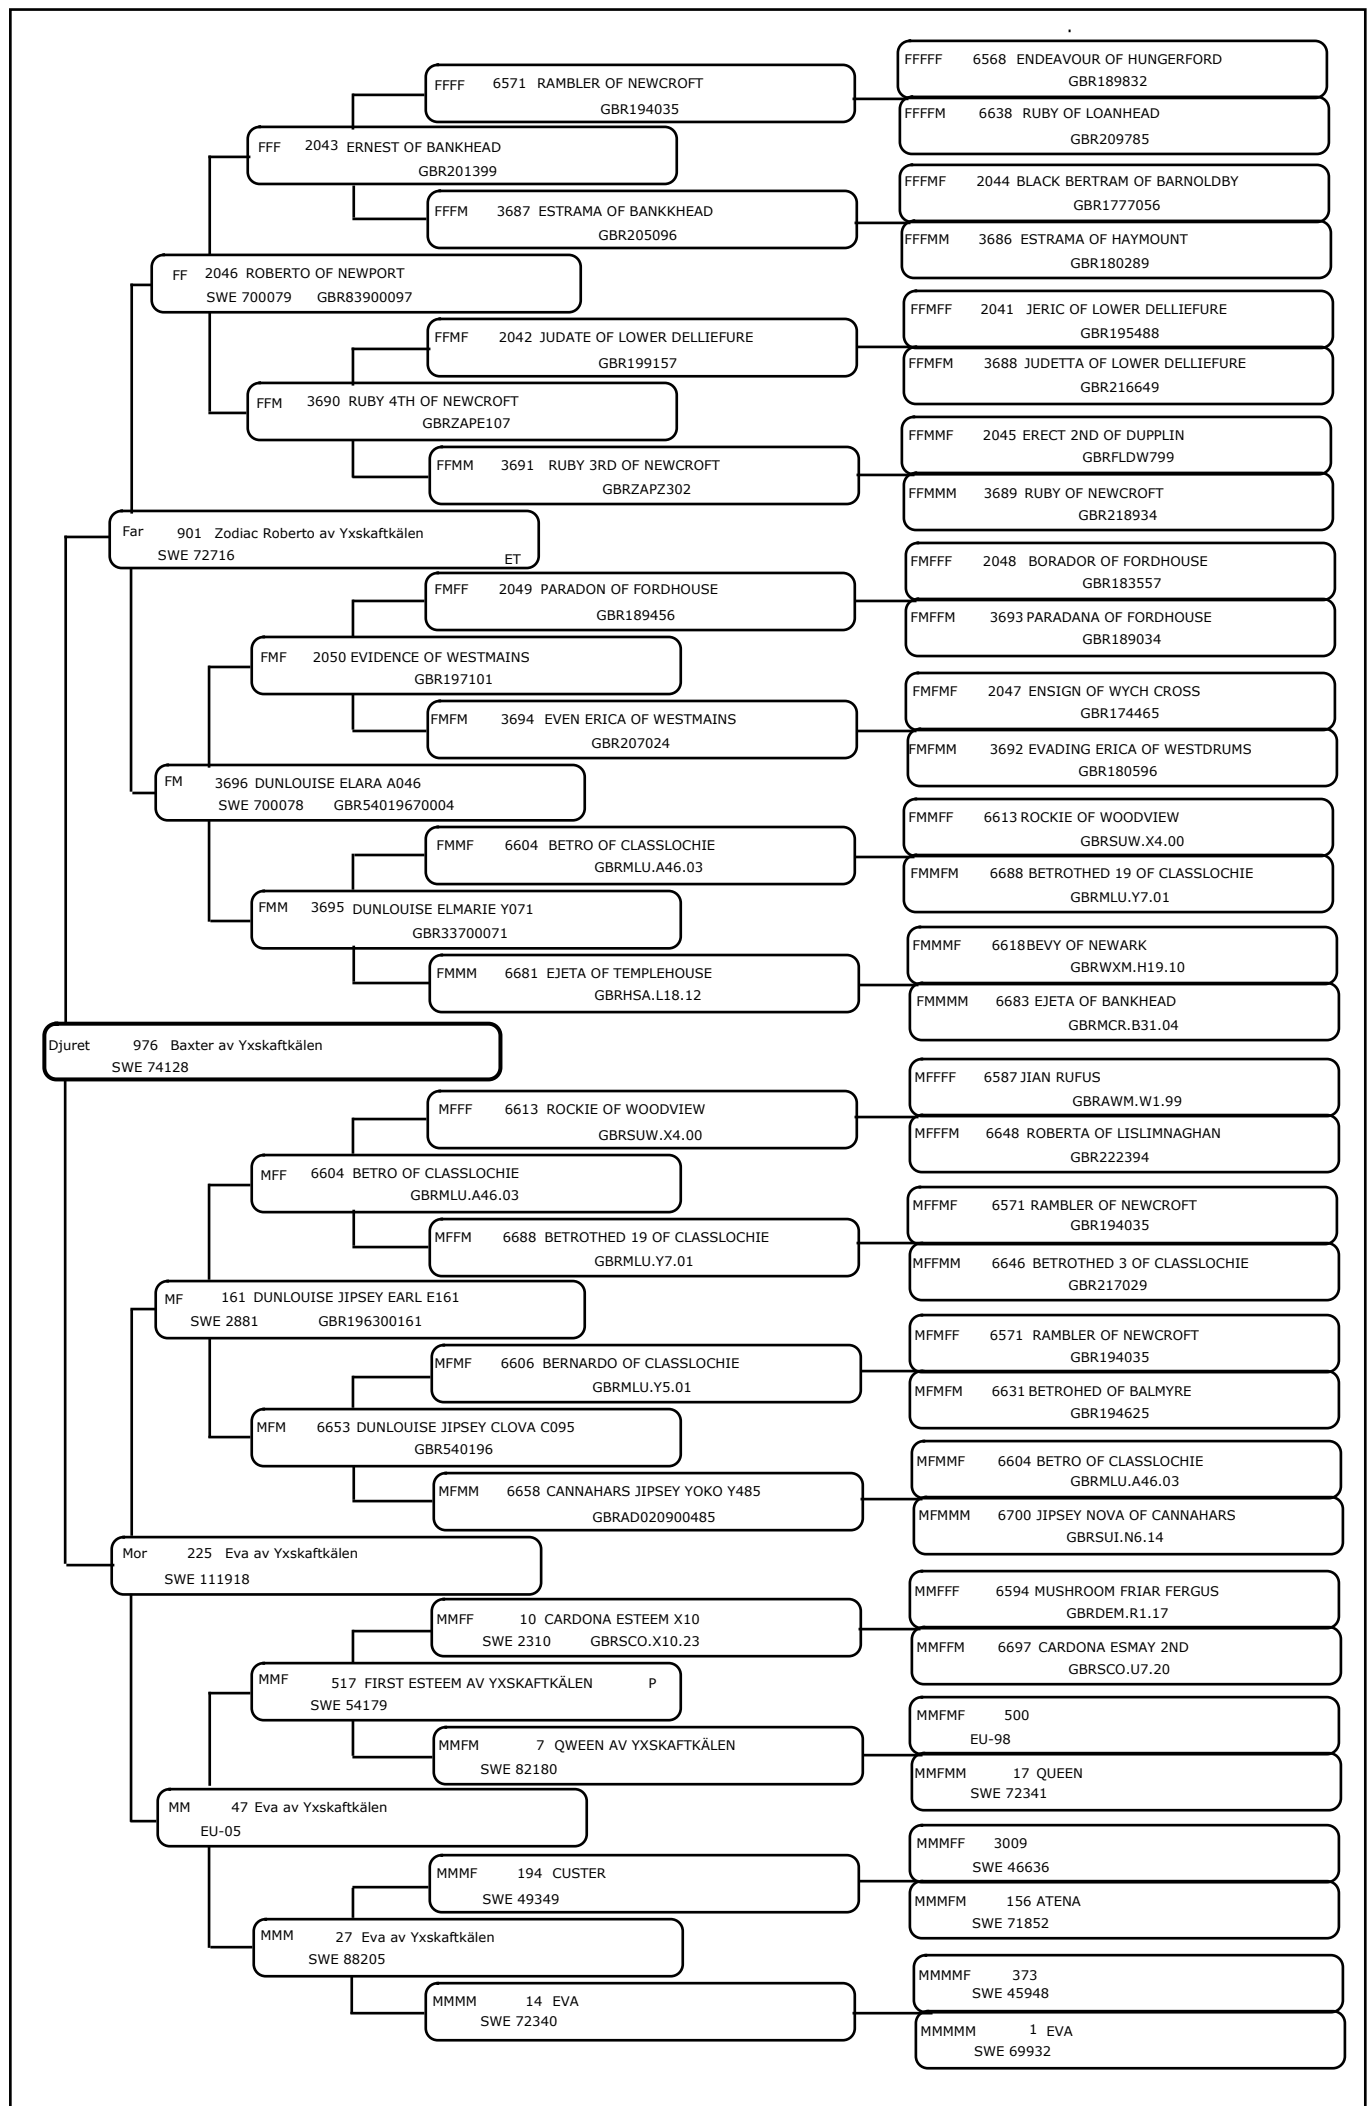 FFFFF 6568 ENDEAVOUR OF HUNGERFORD
GBR189832
FFFF 6571 RAMBLER OF NEWCROFT
GBR194035
FFFFM 6638 RUBY OF LOANHEAD
GBR209785
FFF 2043 ERNEST OF BANKHEAD
GBR201399
FFFMF 2044 BLACK BERTRAM OF BARNOLDBY
GBR1777056
FFFM 3687 ESTRAMA OF BANKKHEAD
GBR205096
FFFMM 3686 ESTRAMA OF HAYMOUNT
GBR180289
FF 2046 ROBERTO OF NEWPORT
SWE 700079 GBR83900097
FFMFF 2041 JERIC OF LOWER DELLIEFURE
GBR195488
FFMF 2042 JUDATE OF LOWER DELLIEFURE
GBR199157
FFMFM 3688 JUDETTA OF LOWER DELLIEFURE
GBR216649
FFM 3690 RUBY 4TH OF NEWCROFT
GBRZAPE107
FFMMF 2045 ERECT 2ND OF DUPPLIN
GBRFLDW799
FFMM 3691 RUBY 3RD OF NEWCROFT
GBRZAPZ302
FFMMM 3689 RUBY OF NEWCROFT
GBR218934
Far 901 Zodiac Roberto av Yxskaftkälen
SWE 72716 ET
FMFFF 2048 BORADOR OF FORDHOUSE
GBR183557
FMFF 2049 PARADON OF FORDHOUSE
GBR189456
FMFFM 3693 PARADANA OF FORDHOUSE
GBR189034
FMF 2050 EVIDENCE OF WESTMAINS
GBR197101
FMFMF 2047 ENSIGN OF WYCH CROSS
GBR174465
FMFM 3694 EVEN ERICA OF WESTMAINS
GBR207024
FMFMM 3692 EVADING ERICA OF WESTDRUMS
GBR180596
FM 3696 DUNLOUISE ELARA A046
SWE 700078 GBR54019670004
FMMFF 6613 ROCKIE OF WOODVIEW
GBRSUW.X4.00
FMMF 6604 BETRO OF CLASSLOCHIE
GBRMLU.A46.03
FMMFM 6688 BETROTHED 19 OF CLASSLOCHIE
GBRMLU.Y7.01
FMM 3695 DUNLOUISE ELMARIE Y071
GBR33700071
FMMMF 6618 BEVY OF NEWARK
GBRWXM.H19.10
FMMM 6681 EJETA OF TEMPLEHOUSE
GBRHSA.L18.12
FMMMM 6683 EJETA OF BANKHEAD
GBRMCR.B31.04
Djuret 976 Baxter av Yxskaftkälen
SWE 74128
MFFFF 6587 JIAN RUFUS
GBRAWM.W1.99
MFFF 6613 ROCKIE OF WOODVIEW
GBRSUW.X4.00
MFFFM 6648 ROBERTA OF LISLIMNAGHAN
GBR222394
MFF 6604 BETRO OF CLASSLOCHIE
GBRMLU.A46.03
MFFMF 6571 RAMBLER OF NEWCROFT
GBR194035
MFFM 6688 BETROTHED 19 OF CLASSLOCHIE
GBRMLU.Y7.01
MFFMM 6646 BETROTHED 3 OF CLASSLOCHIE
GBR217029
MF 161 DUNLOUISE JIPSEY EARL E161
SWE 2881 GBR196300161
MFMFF 6571 RAMBLER OF NEWCROFT
GBR194035
MFMF 6606 BERNARDO OF CLASSLOCHIE
GBRMLU.Y5.01
MFMFM 6631 BETROHED OF BALMYRE
GBR194625
MFM 6653 DUNLOUISE JIPSEY CLOVA C095
GBR540196
MFMMF 6604 BETRO OF CLASSLOCHIE
GBRMLU.A46.03
MFMM 6658 CANNAHARS JIPSEY YOKO Y485
GBRAD020900485
MFMMM 6700 JIPSEY NOVA OF CANNAHARS
GBRSUI.N6.14
Mor 225 Eva av Yxskaftkälen
SWE 111918
MMFFF 6594 MUSHROOM FRIAR FERGUS
GBRDEM.R1.17
MMFF 10 CARDONA ESTEEM X10
SWE 2310 GBRSCO.X10.23
MMFFM 6697 CARDONA ESMAY 2ND
GBRSCO.U7.20
MMF 517 FIRST ESTEEM AV YXSKAFTKÄLEN P
SWE 54179
MMFMF 500
EU-98
MMFM 7 QWEEN AV YXSKAFTKÄLEN
SWE 82180
MMFMM 17 QUEEN
SWE 72341
MM 47 Eva av Yxskaftkälen
EU-05
MMMFF 3009
SWE 46636
MMMF 194 CUSTER
SWE 49349
MMMFM 156 ATENA
SWE 71852
MMM 27 Eva av Yxskaftkälen
SWE 88205
MMMMF 373
SWE 45948
MMMM 14 EVA
SWE 72340
MMMMM 1 EVA
SWE 69932